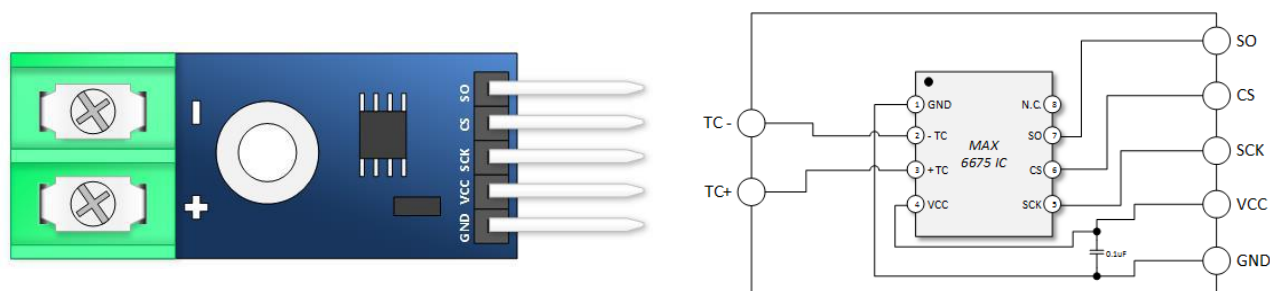 -
+
SO
CS
SCK
VCC
GND
TC -
TC+
MAX
6675 IC
1 GND
2 - TC
3 +TC
4 VCC
N.C. 8
SO 7
CS 6
SCK 5
0.1uF
SO
CS
SCK
VCC
GND